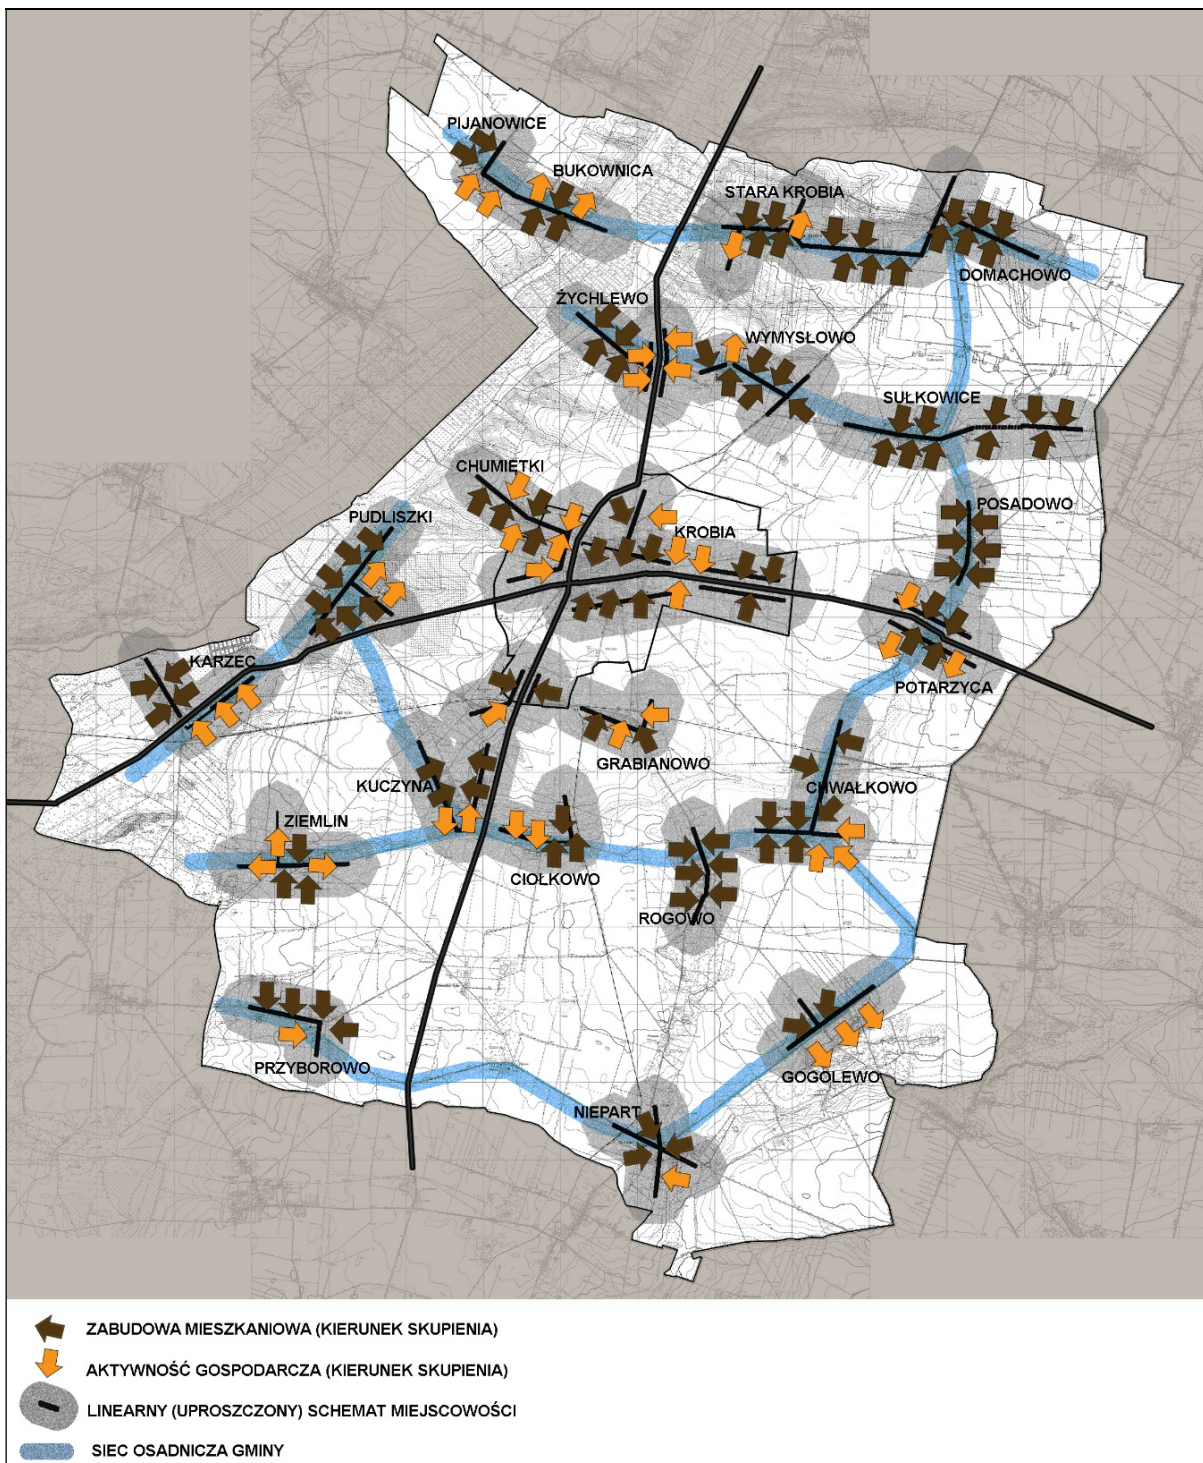 PIJANOWICE
BUKOWNICA
STARA KROBIA
DOMACHOWO
ŻYCHLEWO
WYMYSŁOWO
SUŁKOWICE
CHUMIĘTKI
PUDLISZKI
KROBIA
POSADOWO
KARZEC
POTARZYCA
GRABIANOWO
KUCZYNA
CHWAŁKOWO
ZIEMLIN
CIOŁKOWO
ROGOWO
PRZYBOROWO
GOGOLEWO
NIEPART
ZABUDOWA MIESZKANIOWA (KIERUNEK SKUPIENIA)
AKTYWNOŚĆ GOSPODARCZA (KIERUNEK SKUPIENIA)
LINEARNY (UPROSZCZONY) SCHEMAT MIEJSCOWOŚCI
SIEC OSADNICZA GMINY